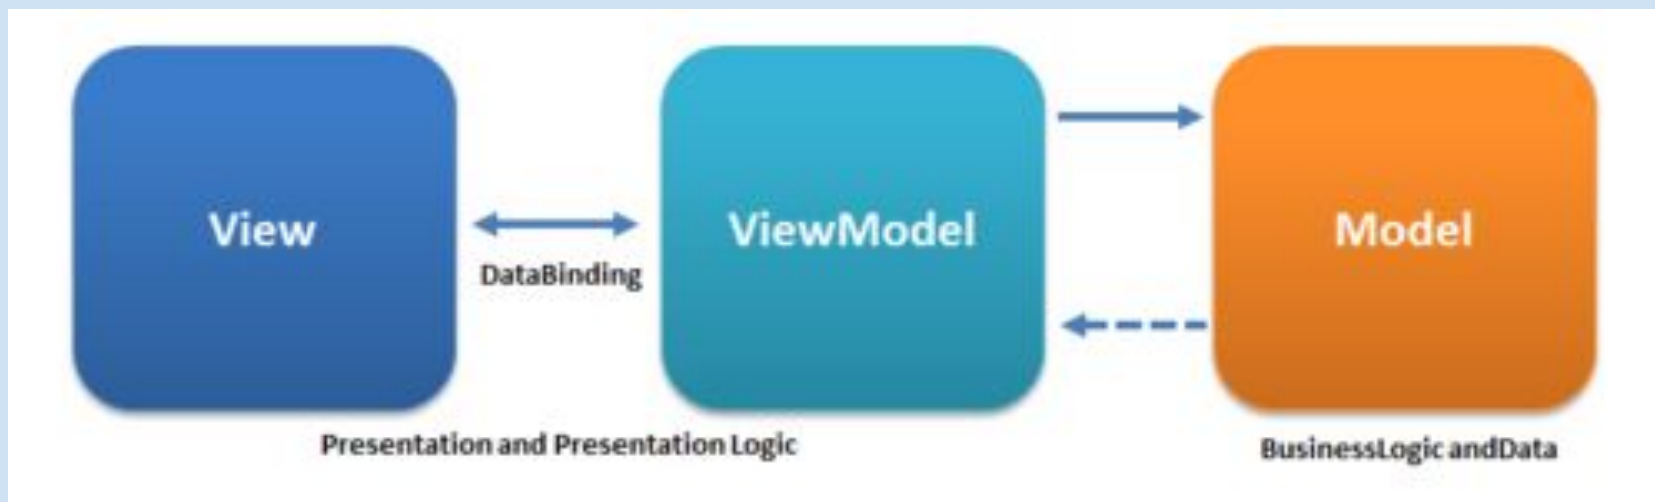 View
DataBinding
ViewModel
Model
Presentation and Presentation Logic
BusinessLogic andData